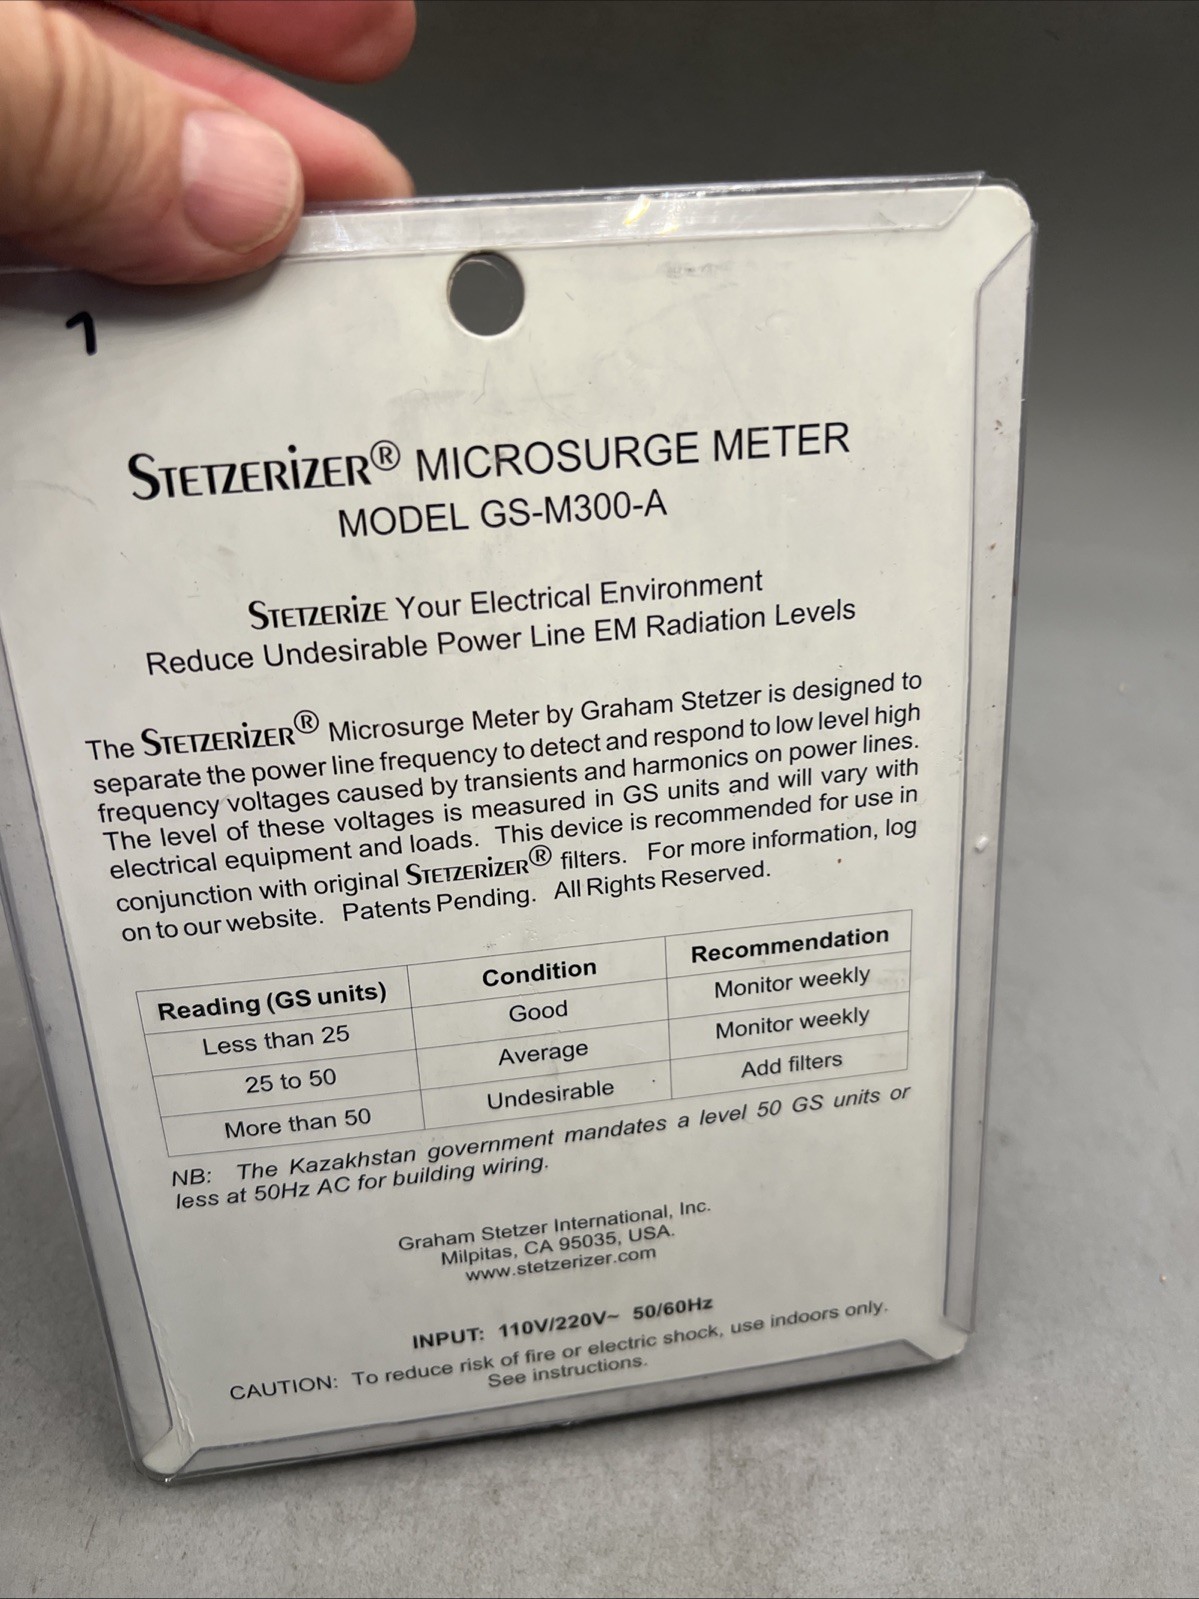 1
STETZERiZER® MICROSURGE METER
MODEL GS-M300-A
STETZERiZE Your Electrical Environment
Reduce Undesirable Power Line EM Radiation Levels
The STETZERiZER® Microsurge Meter by Graham Stetzer is designed to
separate the power line frequency to detect and respond to low level high
frequency voltages caused by transients and harmonics on power lines.
The level of these voltages is measured in GS units and will vary with
electrical equipment and loads. This device is recommended for use in
conjunction with original STETZERiZER® filters. For more information, log
on to our website. Patents Pending. All Rights Reserved.
Reading (GS units) Condition Recommendation
Less than 25 Good Monitor weekly
25 to 50 Average Monitor weekly
More than 50 Undesirable Add filters
NB: The Kazakhstan government mandates a level 50 GS units or
less at 50Hz AC for building wiring.
Graham Stetzer International, Inc.
Milpitas, CA 95035, USA.
www.stetzerizer.com
INPUT: 110V/220V~ 50/60Hz
CAUTION: To reduce risk of fire or electric shock, use indoors only.
See instructions.